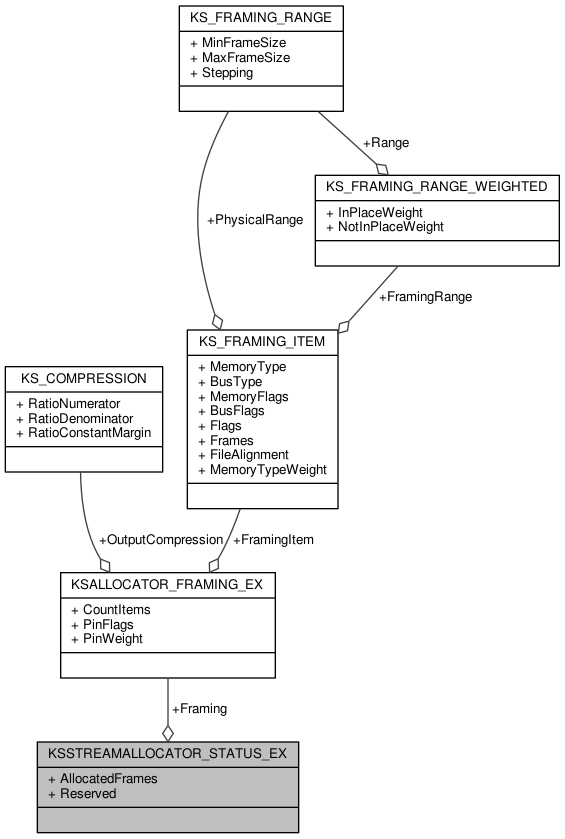 KS_FRAMING_RANGE
+ MinFrameSize
+ MaxFrameSize
+ Stepping
+Range
KS_FRAMING_RANGE_WEIGHTED
+ InPlaceWeight
+ NotInPlaceWeight
+PhysicalRange
+FramingRange
KS_FRAMING_ITEM
+ MemoryType
+ BusType
+ MemoryFlags
+ BusFlags
+ Flags
+ Frames
+ FileAlignment
+ MemoryTypeWeight
KS_COMPRESSION
+ RatioNumerator
+ RatioDenominator
+ RatioConstantMargin
+OutputCompression
+FramingItem
KSALLOCATOR_FRAMING_EX
+ CountItems
+ PinFlags
+ PinWeight
+Framing
KSSTREAMALLOCATOR_STATUS_EX
+ AllocatedFrames
+ Reserved